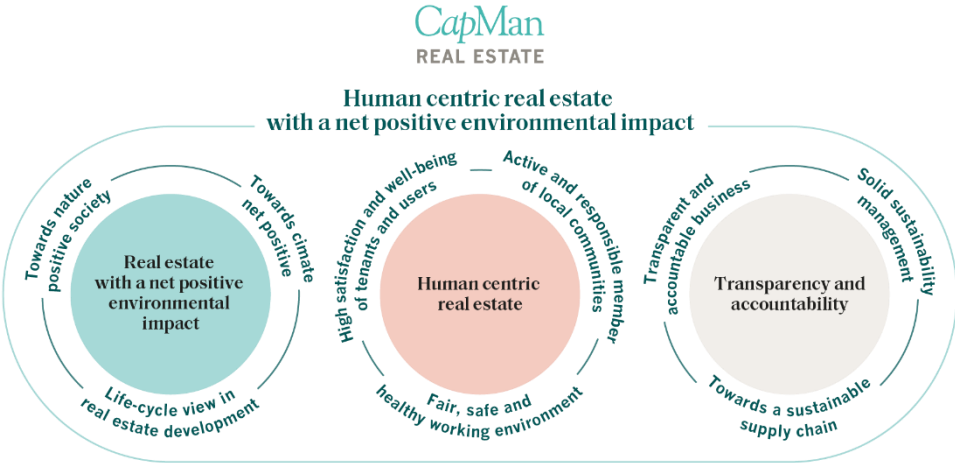 CapMan
REAL ESTATE
Human centric real estate
with a net positive environmental impact
Towards nature
positive society
Towards cimate
net positive
Real estate
with a net positive
environmental
impact
Life-cycle view in
real estate development
High satisfaction and well-being
of tenants and users
Active and responsible member
of local communities
Human centric
real estate
Fair, safe and
healthy working environment
Transparent and
accountable business
Solid sustainability
management
Transparency and
accountability
Towards a sustainable
supply chain